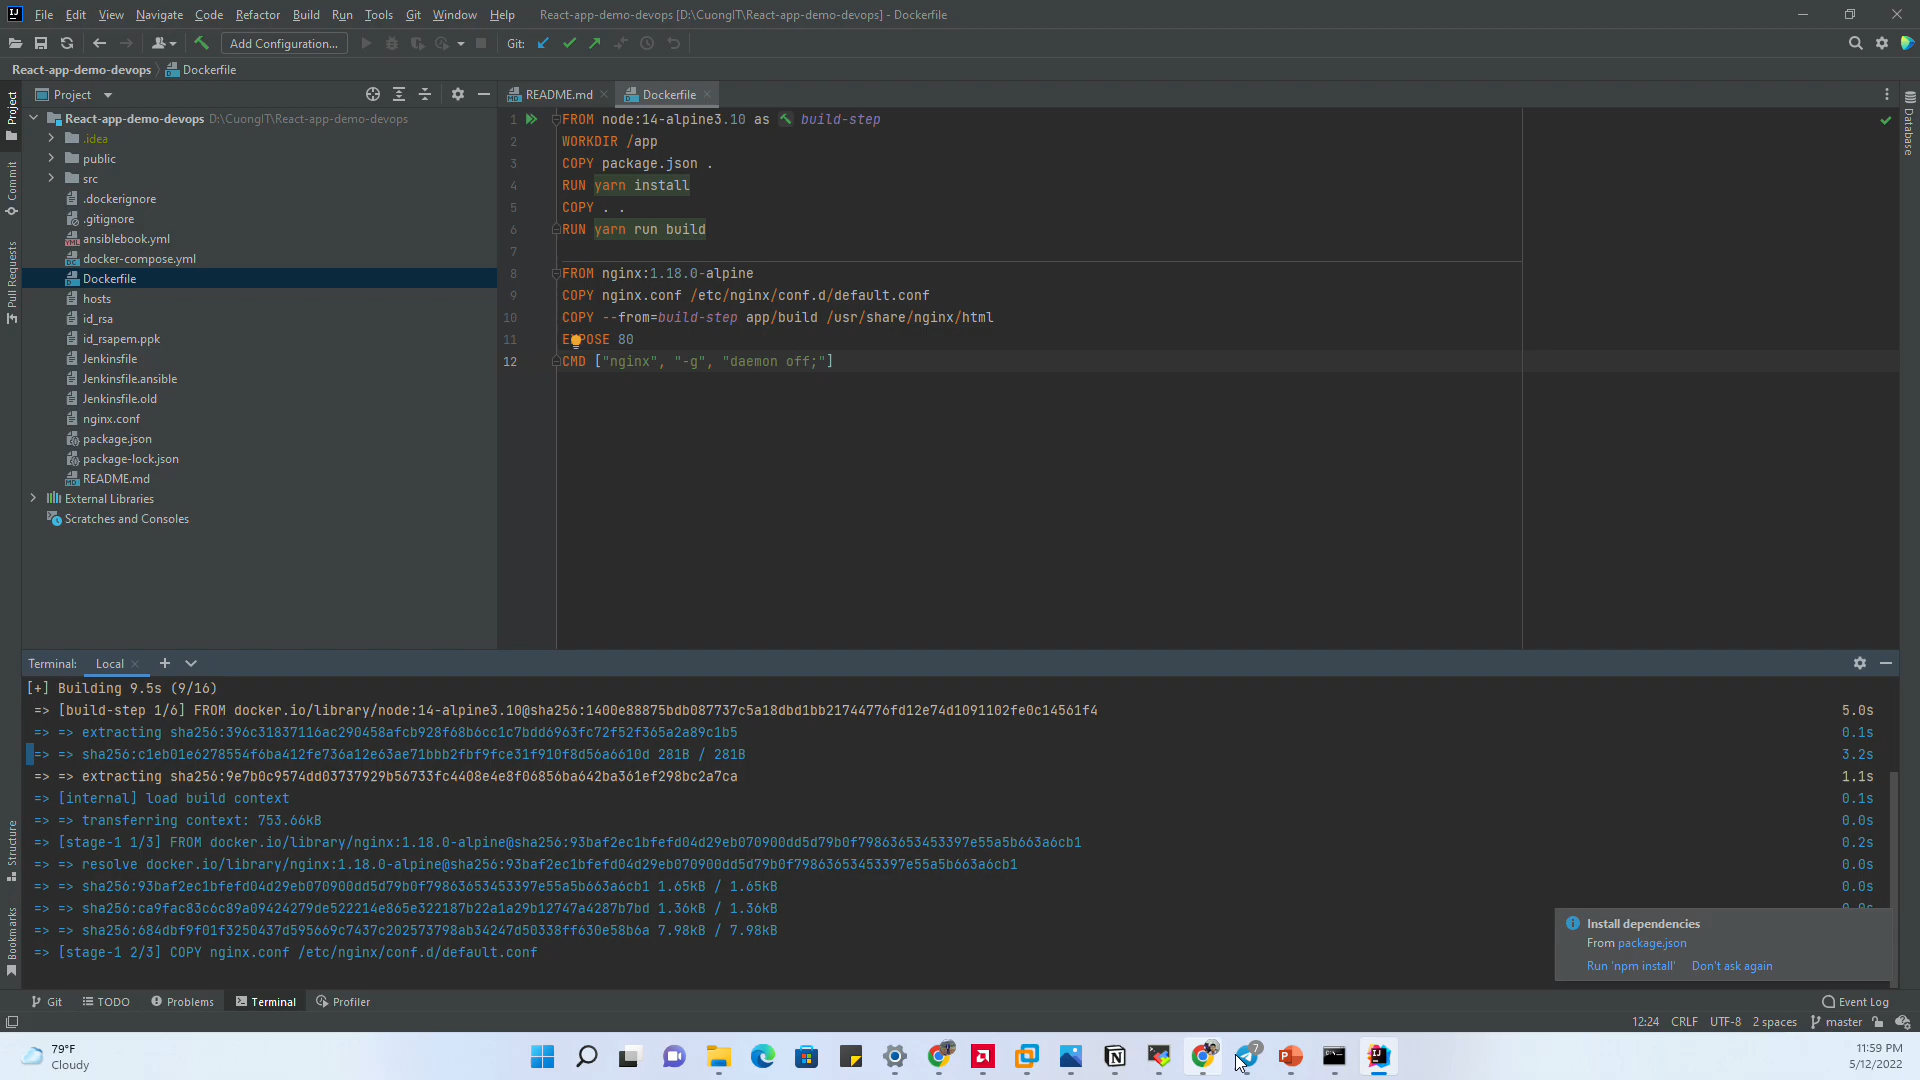 File Edit View Navigate Code Refactor Build Run Tools Git Window Help React-app-demo-devops [D:\CuongIT\React-app-demo-devops] - Dockerfile
Add Configuration... Git:
React-app-demo-devops Dockerfile
Project
README.md Dockerfile
React-app-demo-devops D:\CuongIT\React-app-demo-devops
.idea
public
src
.dockerignore
.gitignore
ansiblebook.yml
docker-compose.yml
Dockerfile
hosts
id_rsa
id_rsapem.ppk
Jenkinsfile
Jenkinsfile.ansible
Jenkinsfile.old
nginx.conf
package.json
package-lock.json
README.md
External Libraries
Scratches and Consoles
1 FROM node:14-alpine3.10 as build-step
2 WORKDIR /app
3 COPY package.json .
4 RUN yarn install
5 COPY . .
6 RUN yarn run build
7
8 FROM nginx:1.18.0-alpine
9 COPY nginx.conf /etc/nginx/conf.d/default.conf
10 COPY --from=build-step app/build /usr/share/nginx/html
11 EXPOSE 80
12 CMD ["nginx", "-g", "daemon off;"]
Project
Commit
Pull Requests
Structure
Bookmarks
Database
Terminal: Local
[+] Building 9.5s (9/16)
=> [build-step 1/6] FROM docker.io/library/node:14-alpine3.10@sha256:1400e88875bdb087737c5a18dbd1bb21744776fd12e74d1091102fe0c14561f4 5.0s
=> => extracting sha256:396c31837116ac290458afcb928f68b6cc1c7bdd6963fc72f52f365a2a89c1b5 0.1s
=> => sha256:c1eb01e6278554f6ba412fe736a12e63ae71bbb2fbf9fce31f910f8d56a6610d 281B / 281B 3.2s
=> => extracting sha256:9e7b0c9574dd03737929b56733fc4408e4e8f06856ba642ba361ef298bc2a7ca 1.1s
=> [internal] load build context 0.1s
=> => transferring context: 753.66kB 0.0s
=> [stage-1 1/3] FROM docker.io/library/nginx:1.18.0-alpine@sha256:93baf2ec1bfefd04d29eb070900dd5d79b0f79863653453397e55a5b663a6cb1 0.2s
=> => resolve docker.io/library/nginx:1.18.0-alpine@sha256:93baf2ec1bfefd04d29eb070900dd5d79b0f79863653453397e55a5b663a6cb1 0.0s
=> => sha256:93baf2ec1bfefd04d29eb070900dd5d79b0f79863653453397e55a5b663a6cb1 1.65kB / 1.65kB 0.0s
=> => sha256:ca9fac83c6c89a09424279de522214e865e322187b22a1a29b12747a4287b7bd 1.36kB / 1.36kB 0.0s
=> => sha256:684dbf9f01f3250437d595669c7437c202573798ab34247d50338ff630e58b6a 7.98kB / 7.98kB
=> [stage-1 2/3] COPY nginx.conf /etc/nginx/conf.d/default.conf
Install dependencies
From package.json
Run 'npm install' Don't ask again
Git TODO Problems Terminal Profiler Event Log
12:24 CRLF UTF-8 2 spaces master
79°F
Cloudy
7
11:59 PM
5/12/2022